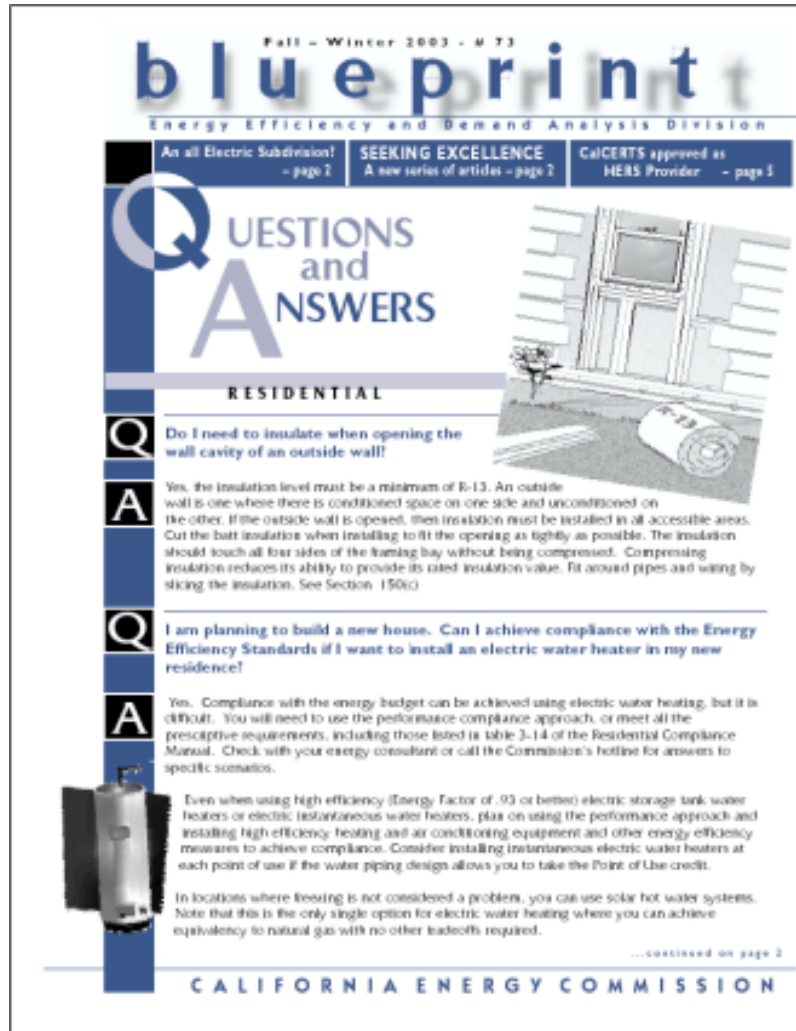 Fall – Winter 2003 - # 73
blueprint
Energy Efficiency and Demand Analysis Division
An all Electric Subdivision?
– page 2
SEEKING EXCELLENCE
A new series of articles – page 2
CalCERTS approved as
HERS Provider – page 5
QUESTIONS
and
ANSWERS
R-13
RESIDENTIAL
Q
Do I need to insulate when opening the
wall cavity of an outside wall?
A
Yes, the insulation level must be a minimum of R-13. An outside
wall is one where there is conditioned space on one side and unconditioned on
the other. If the outside wall is opened, then insulation must be installed in all accessible areas.
Cut the batt insulation when installing to fit the opening as tightly as possible. The insulation
should touch all four sides of the framing bay without being compressed. Compressing
insulation reduces its ability to provide its rated insulation value. Fit around pipes and wiring by
slicing the insulation. See Section 150(c)
Q
I am planning to build a new house. Can I achieve compliance with the Energy
Efficiency Standards if I want to install an electric water heater in my new
residence?
A
Yes. Compliance with the energy budget can be achieved using electric water heating, but it is
difficult. You will need to use the performance compliance approach, or meet all the
prescriptive requirements, including those listed in table 3-14 of the Residential Compliance
Manual. Check with your energy consultant or call the Commission's hotline for answers to
specific scenarios.
Even when using high efficiency (Energy Factor of .93 or better) electric storage tank water
heaters or electric instantaneous water heaters, plan on using the performance approach and
installing high efficiency heating and air conditioning equipment and other energy efficiency
measures to achieve compliance. Consider installing instantaneous electric water heaters at
each point of use if the water piping design allows you to take the Point of Use credit.
In locations where freezing is not considered a problem, you can use solar hot water systems.
Note that this is the only single option for electric water heating where you can achieve
equivalency to natural gas with no other tradeoffs required.
...continued on page 2
CALIFORNIA ENERGY COMMISSION